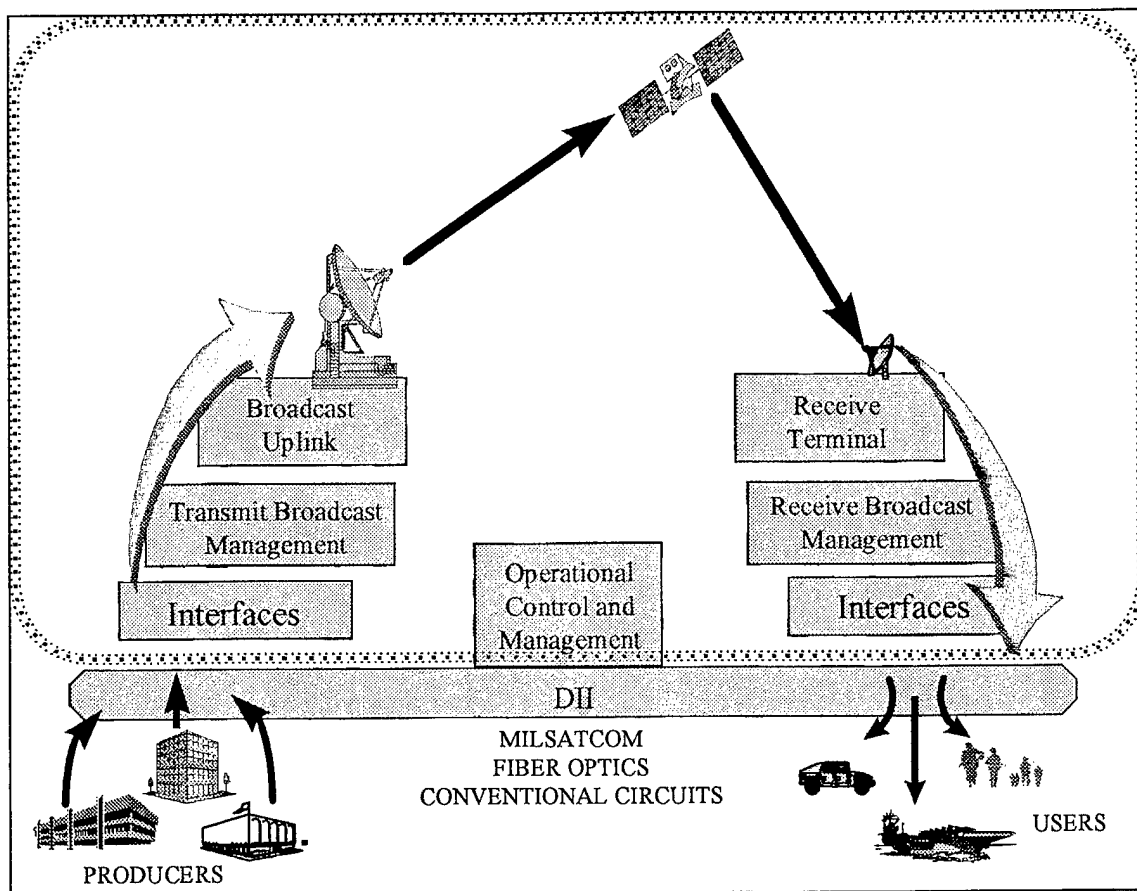 Broadcast
Uplink
Transmit Broadcast
Management
Interfaces
Operational
Control and
Management
Receive
Terminal
Receive Broadcast
Management
Interfaces
DII
MILSATCOM
FIBER OPTICS
CONVENTIONAL CIRCUITS
PRODUCERS
USERS